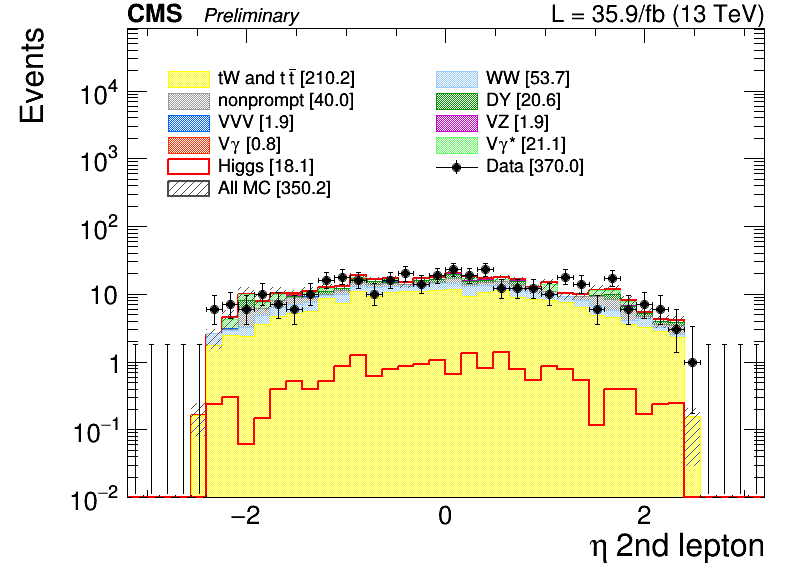 CMS Preliminary L = 35.9/fb (13 TeV)
Events
tW and t t̄ [210.2] WW [53.7]
nonprompt [40.0] DY [20.6]
VVV [1.9] VZ [1.9]
Vγ [0.8] Vγ* [21.1]
Higgs [18.1] Data [370.0]
All MC [350.2]
10⁴
10³
10²
10
1
10⁻¹
10⁻²
−2 0 2
η 2nd lepton